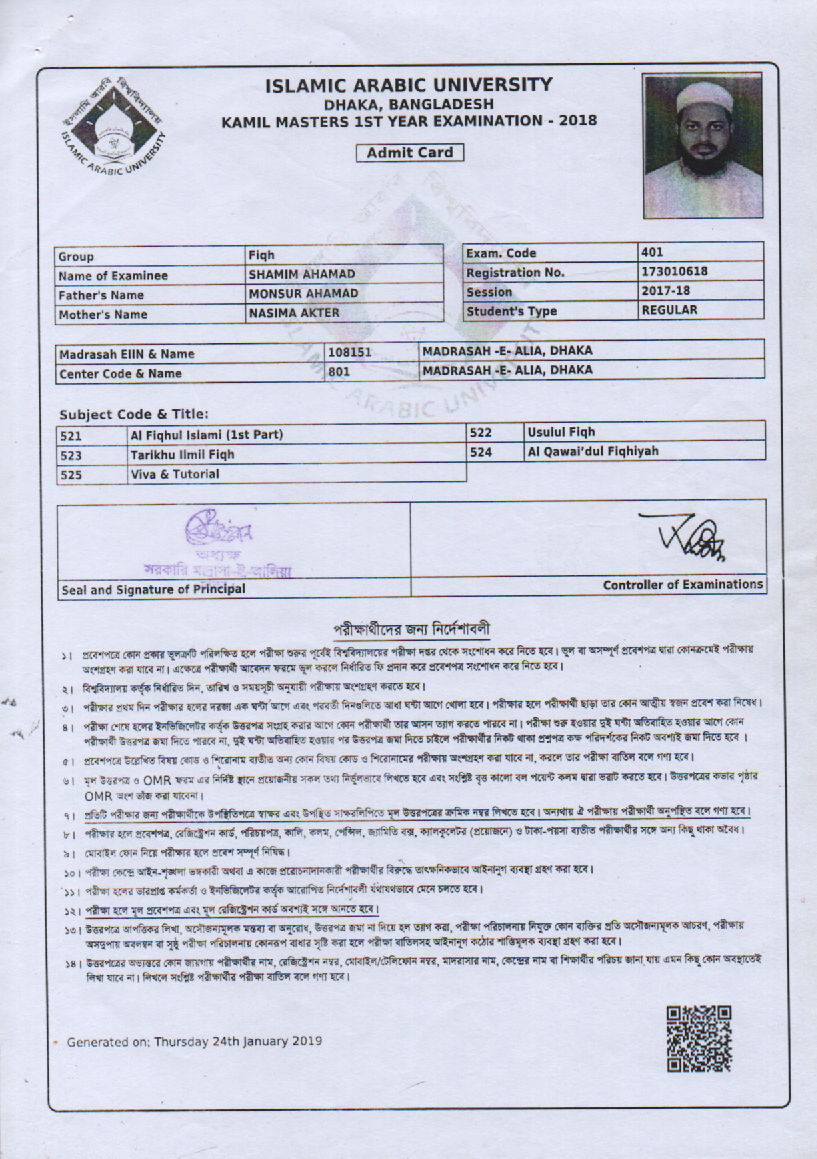 ISLAMIC ARABIC UNIVERSITY
DHAKA, BANGLADESH
KAMIL MASTERS 1ST YEAR EXAMINATION - 2018
Admit Card
ইসলামি আরবি বিশ্ববিদ্যালয়
ISLAMIC ARABIC UNIVERSITY
Group Fiqh Exam. Code 401
Name of Examinee SHAMIM AHAMAD Registration No. 173010618
Father's Name MONSUR AHAMAD Session 2017-18
Mother's Name NASIMA AKTER Student's Type REGULAR
Madrasah EIIN & Name 108151 MADRASAH -E- ALIA, DHAKA
Center Code & Name 801 MADRASAH -E- ALIA, DHAKA
Subject Code & Title:
521 Al Fiqhul Islami (1st Part) 522 Usulul Fiqh
523 Tarikhu Ilmil Fiqh 524 Al Qawai'dul Fiqhiyah
525 Viva & Tutorial
অধ্যক্ষ
সরকারি মাদ্রাসা-ই-আলিয়া
Seal and Signature of Principal Controller of Examinations
পরীক্ষার্থীদের জন্য নির্দেশাবলী
১। প্রবেশপত্রে কোন প্রকার ভুলত্রুটি পরিলক্ষিত হলে পরীক্ষা শুরুর পূর্বেই বিশ্ববিদ্যালয়ের পরীক্ষা দপ্তর থেকে সংশোধন করে নিতে হবে। ভুল বা অসম্পূর্ণ প্রবেশপত্র দ্বারা কোনক্রমেই পরীক্ষায়
অংশগ্রহণ করা যাবে না। এক্ষেত্রে পরীক্ষার্থী আবেদন ফরমে ভুল করলে নির্ধারিত ফি প্রদান করে প্রবেশপত্র সংশোধন করে নিতে হবে।
২। বিশ্ববিদ্যালয় কর্তৃক নির্ধারিত দিন, তারিখ ও সময়সূচী অনুযায়ী পরীক্ষায় অংশগ্রহণ করতে হবে।
৩। পরীক্ষার প্রথম দিন পরীক্ষার হলের দরজা এক ঘন্টা আগে এবং পরবর্তী দিনগুলিতে আধা ঘন্টা আগে খোলা হবে। পরীক্ষার হলে পরীক্ষার্থী ছাড়া তার কোন আত্মীয় স্বজন প্রবেশ করা নিষেধ।
৪। পরীক্ষা শেষে হলের ইনভিজিলেটর কর্তৃক উত্তরপত্র সংগ্রহ করার আগে কোন পরীক্ষার্থী তার আসন ত্যাগ করতে পারবে না। পরীক্ষা শুরু হওয়ার দুই ঘন্টা অতিবাহিত হওয়ার আগে কোন
পরীক্ষার্থী উত্তরপত্র জমা দিতে পারবে না, দুই ঘন্টা অতিবাহিত হওয়ার পর উত্তরপত্র জমা দিতে চাইলে পরীক্ষার্থীর নিকট থাকা প্রশ্নপত্র কক্ষ পরিদর্শকের নিকট অবশ্যই জমা দিতে হবে ।
৫। প্রবেশপত্রে উল্লেখিত বিষয় কোড ও শিরোনাম ব্যতীত অন্য কোন বিষয় কোড ও শিরোনামের পরীক্ষায় অংশগ্রহণ করা যাবে না, করলে তার পরীক্ষা বাতিল বলে গণ্য হবে।
৬। মূল উত্তরপত্র ও OMR ফরম এর নির্দিষ্ট স্থানে প্রয়োজনীয় সকল তথ্য নির্ভুলভাবে লিখতে হবে এবং সংশ্লিষ্ট বৃত্ত কালো বল পয়েন্ট কলম দ্বারা ভরাট করতে হবে। উত্তরপত্রের কভার পৃষ্ঠার
OMR অংশ ভাঁজ করা যাবেনা।
৭। প্রতিটি পরীক্ষার জন্য পরীক্ষার্থীকে উপস্থিতিপত্রে স্বাক্ষর এবং উপস্থিত সাক্ষরলিপিতে মূল উত্তরপত্রের ক্রমিক নম্বর লিখতে হবে। অন্যথায় ঐ পরীক্ষায় পরীক্ষার্থী অনুপস্থিত বলে গণ্য হবে।
৮। পরীক্ষার হলে প্রবেশপত্র, রেজিস্ট্রেশন কার্ড, পরিচয়পত্র, কালি, কলম, পেন্সিল, জ্যামিতি বক্স, ক্যালকুলেটর (প্রয়োজনে) ও টাকা-পয়সা ব্যতীত পরীক্ষার্থীর সঙ্গে অন্য কিছু থাকা অবৈধ।
৯। মোবাইল ফোন নিয়ে পরীক্ষার হলে প্রবেশ সম্পূর্ণ নিষিদ্ধ।
১০। পরীক্ষা কেন্দ্রে আইন-শৃঙ্খলা ভঙ্গকারী অথবা এ কাজে প্ররোচনাদানকারী পরীক্ষার্থীর বিরুদ্ধে তাৎক্ষনিকভাবে আইনানুগ ব্যবস্থা গ্রহণ করা হবে।
১১। পরীক্ষা হলের ভারপ্রাপ্ত কর্মকর্তা ও ইনভিজিলেটর কর্তৃক আরোপিত নির্দেশাবলী যথাযথভাবে মেনে চলতে হবে।
১২। পরীক্ষা হলে মূল প্রবেশপত্র এবং মূল রেজিস্ট্রেশন কার্ড অবশ্যই সঙ্গে আনতে হবে।
১৩। উত্তরপত্রে আপত্তিকর লিখা, অসৌজন্যমূলক মন্তব্য বা অনুরোধ, উত্তরপত্র জমা না দিয়ে হল ত্যাগ করা, পরীক্ষা পরিচালনায় নিযুক্ত কোন ব্যক্তির প্রতি অসৌজন্যমূলক আচরণ, পরীক্ষায়
অসদুপায় অবলম্বন বা সুষ্ঠু পরীক্ষা পরিচালনায় কোনরূপ বাধার সৃষ্টি করা হলে পরীক্ষা বাতিলসহ আইনানুগ কঠোর শাস্তিমূলক ব্যবস্থা গ্রহণ করা হবে।
১৪। উত্তরপত্রের অভ্যন্তরে কোন জায়গায় পরীক্ষার্থীর নাম, রেজিস্ট্রেশন নম্বর, মোবাইল/টেলিফোন নম্বর, মাদরাসার নাম, কেন্দ্রের নাম বা শিক্ষার্থীর পরিচয় জানা যায় এমন কিছু কোন অবস্থাতেই
লিখা যাবে না। লিখলে সংশ্লিষ্ট পরীক্ষার্থীর পরীক্ষা বাতিল বলে গণ্য হবে।
Generated on: Thursday 24th January 2019